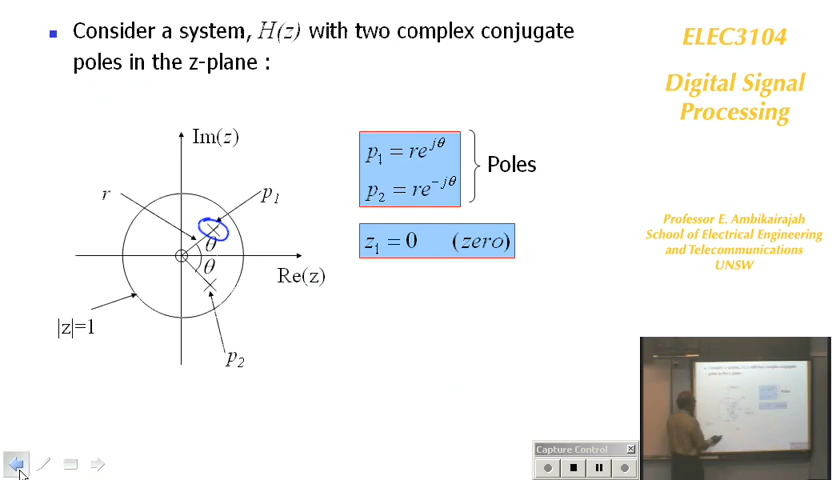 Consider a system, H(z) with two complex conjugate
poles in the z-plane :
ELEC3104
Digital Signal
Processing
Im(z)
r
p₁
θ
θ
Re(z)
|z|=1
p₂
p₁ = re^{jθ}
p₂ = re^{-jθ}
Poles
z₁ = 0 (zero)
Professor E. Ambikairajah
School of Electrical Engineering
and Telecommunications
UNSW
Capture Control